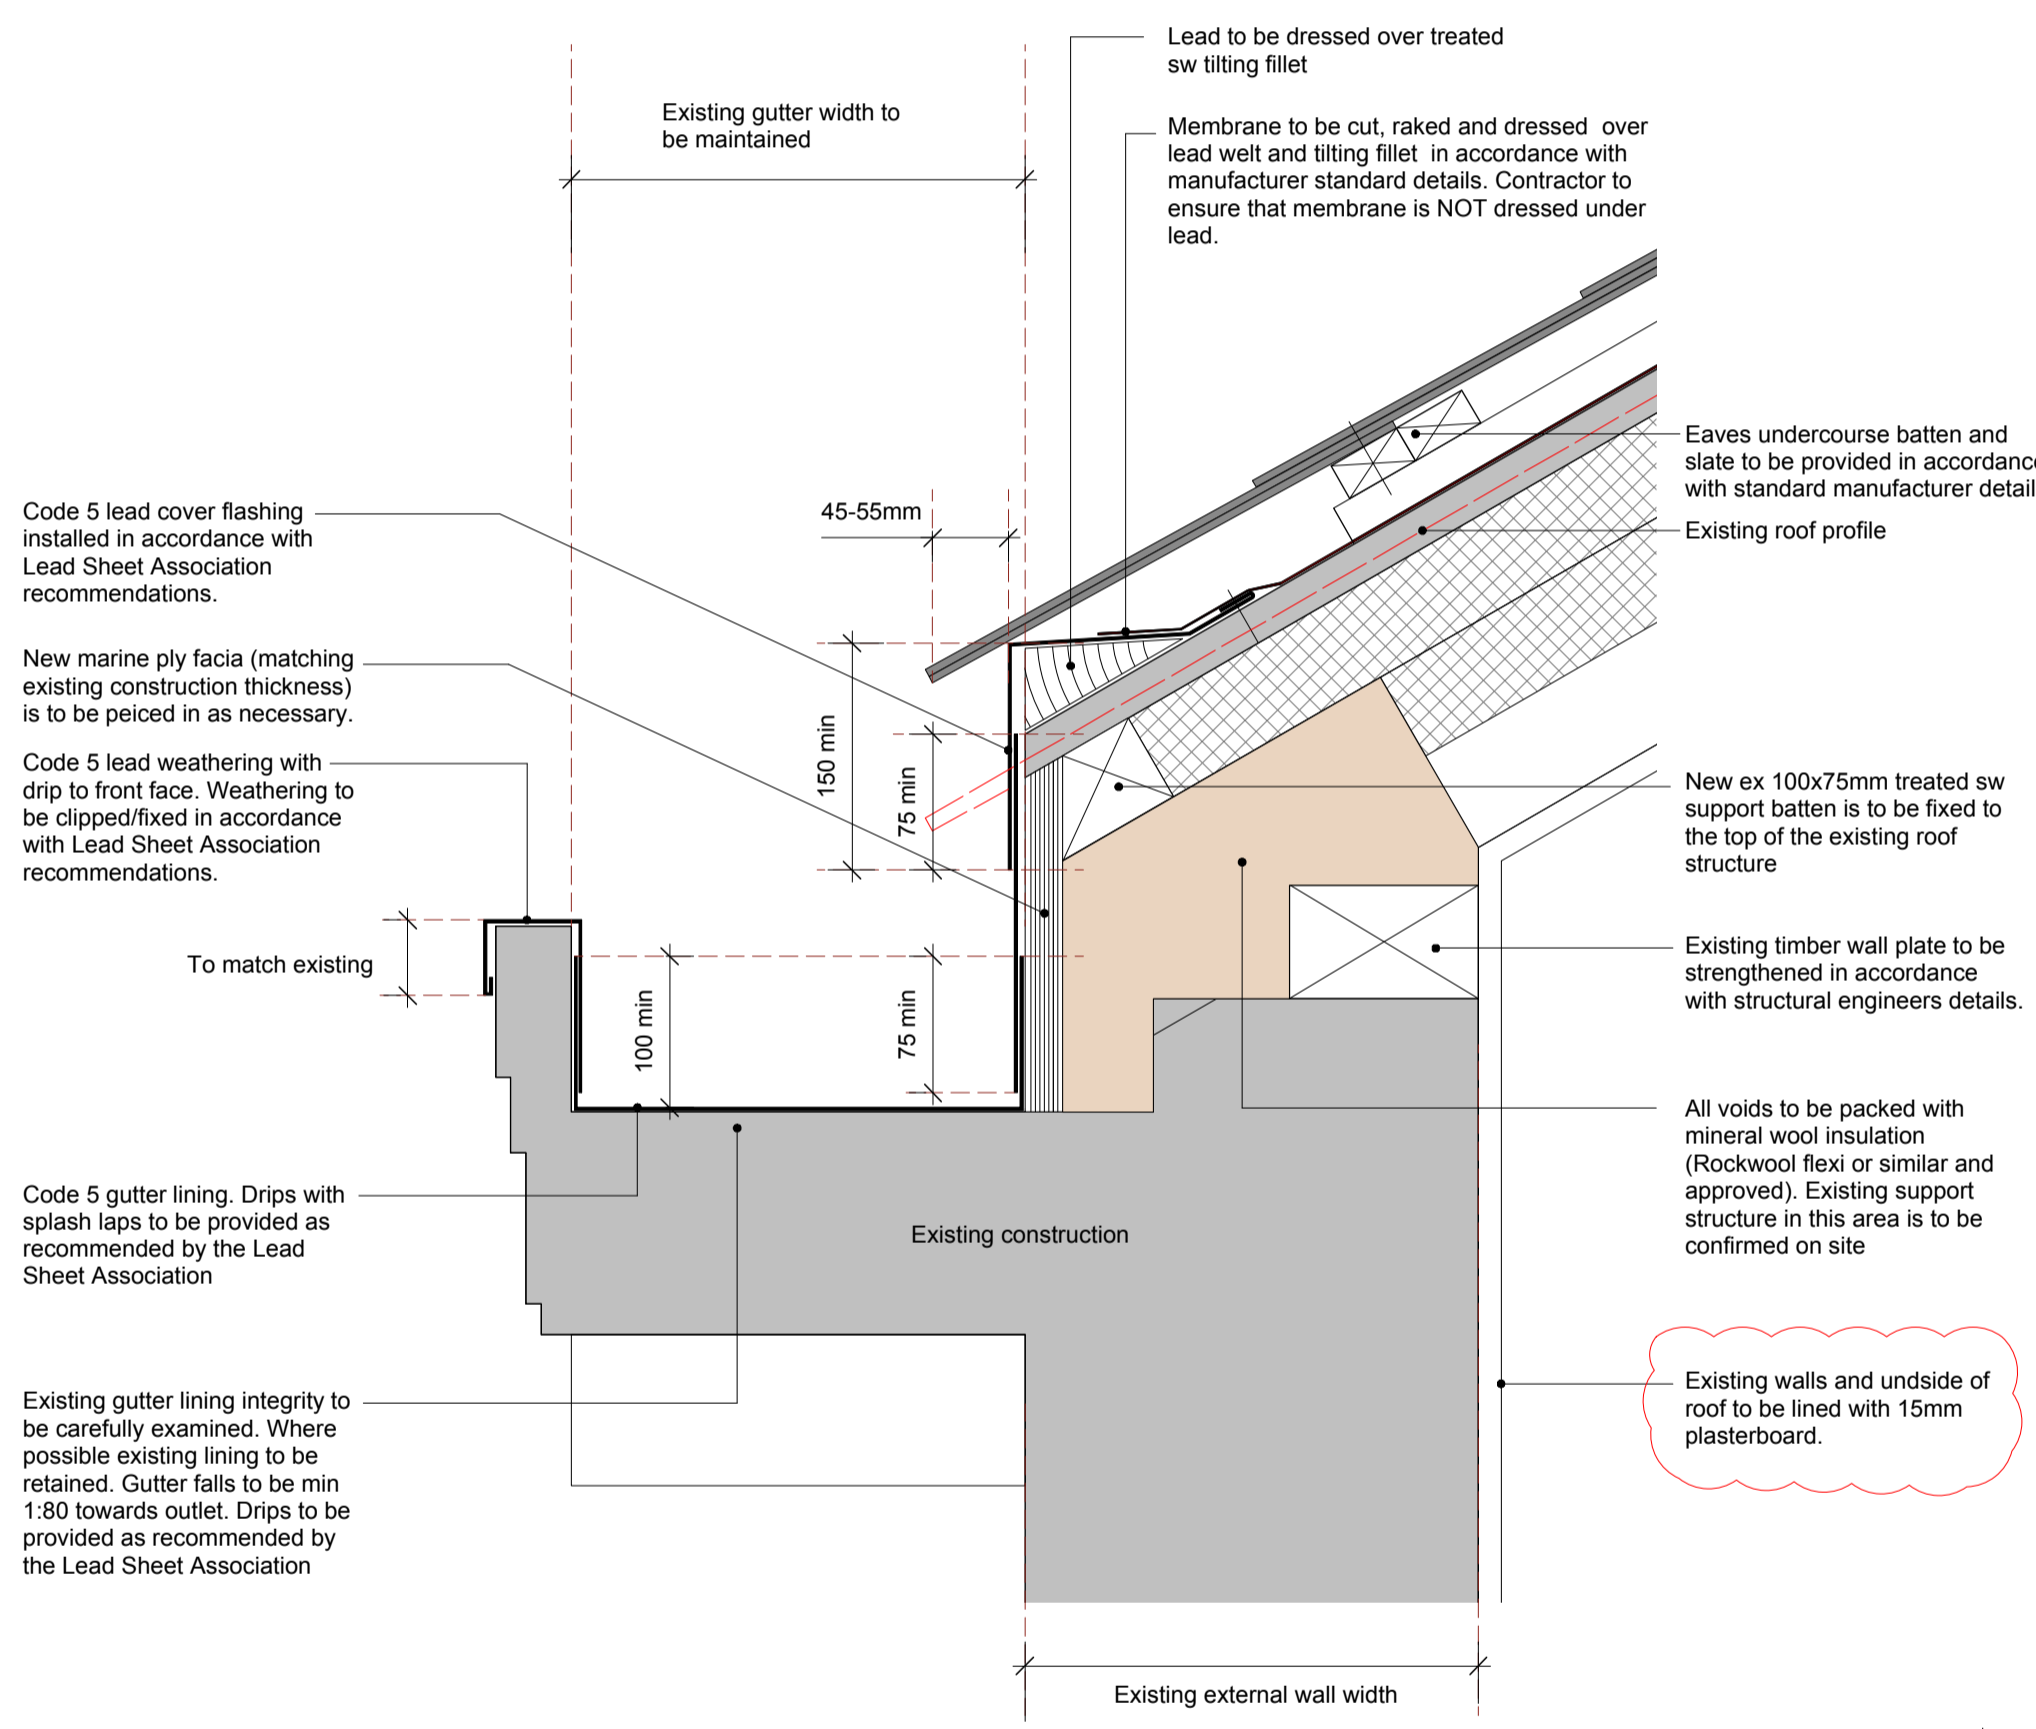 Lead to be dressed over treated
sw tilting fillet
Existing gutter width to
be maintained
Membrane to be cut, raked and dressed over
lead welt and tilting fillet in accordance with
manufacturer standard details. Contractor to
ensure that membrane is NOT dressed under
lead.
Eaves undercourse batten and
slate to be provided in accordance
with standard manufacturer detail
Existing roof profile
Code 5 lead cover flashing
installed in accordance with
Lead Sheet Association
recommendations.
45-55mm
New marine ply facia (matching
existing construction thickness)
is to be peiced in as necessary.
150 min
75 min
Code 5 lead weathering with
drip to front face. Weathering to
be clipped/fixed in accordance
with Lead Sheet Association
recommendations.
New ex 100x75mm treated sw
support batten is to be fixed to
the top of the existing roof
structure
To match existing
100 min
75 min
Existing timber wall plate to be
strengthened in accordance
with structural engineers details.
All voids to be packed with
mineral wool insulation
(Rockwool flexi or similar and
approved). Existing support
structure in this area is to be
confirmed on site
Code 5 gutter lining. Drips with
splash laps to be provided as
recommended by the Lead
Sheet Association
Existing construction
Existing gutter lining integrity to
be carefully examined. Where
possible existing lining to be
retained. Gutter falls to be min
1:80 towards outlet. Drips to be
provided as recommended by
the Lead Sheet Association
Existing walls and undside of
roof to be lined with 15mm
plasterboard.
Existing external wall width